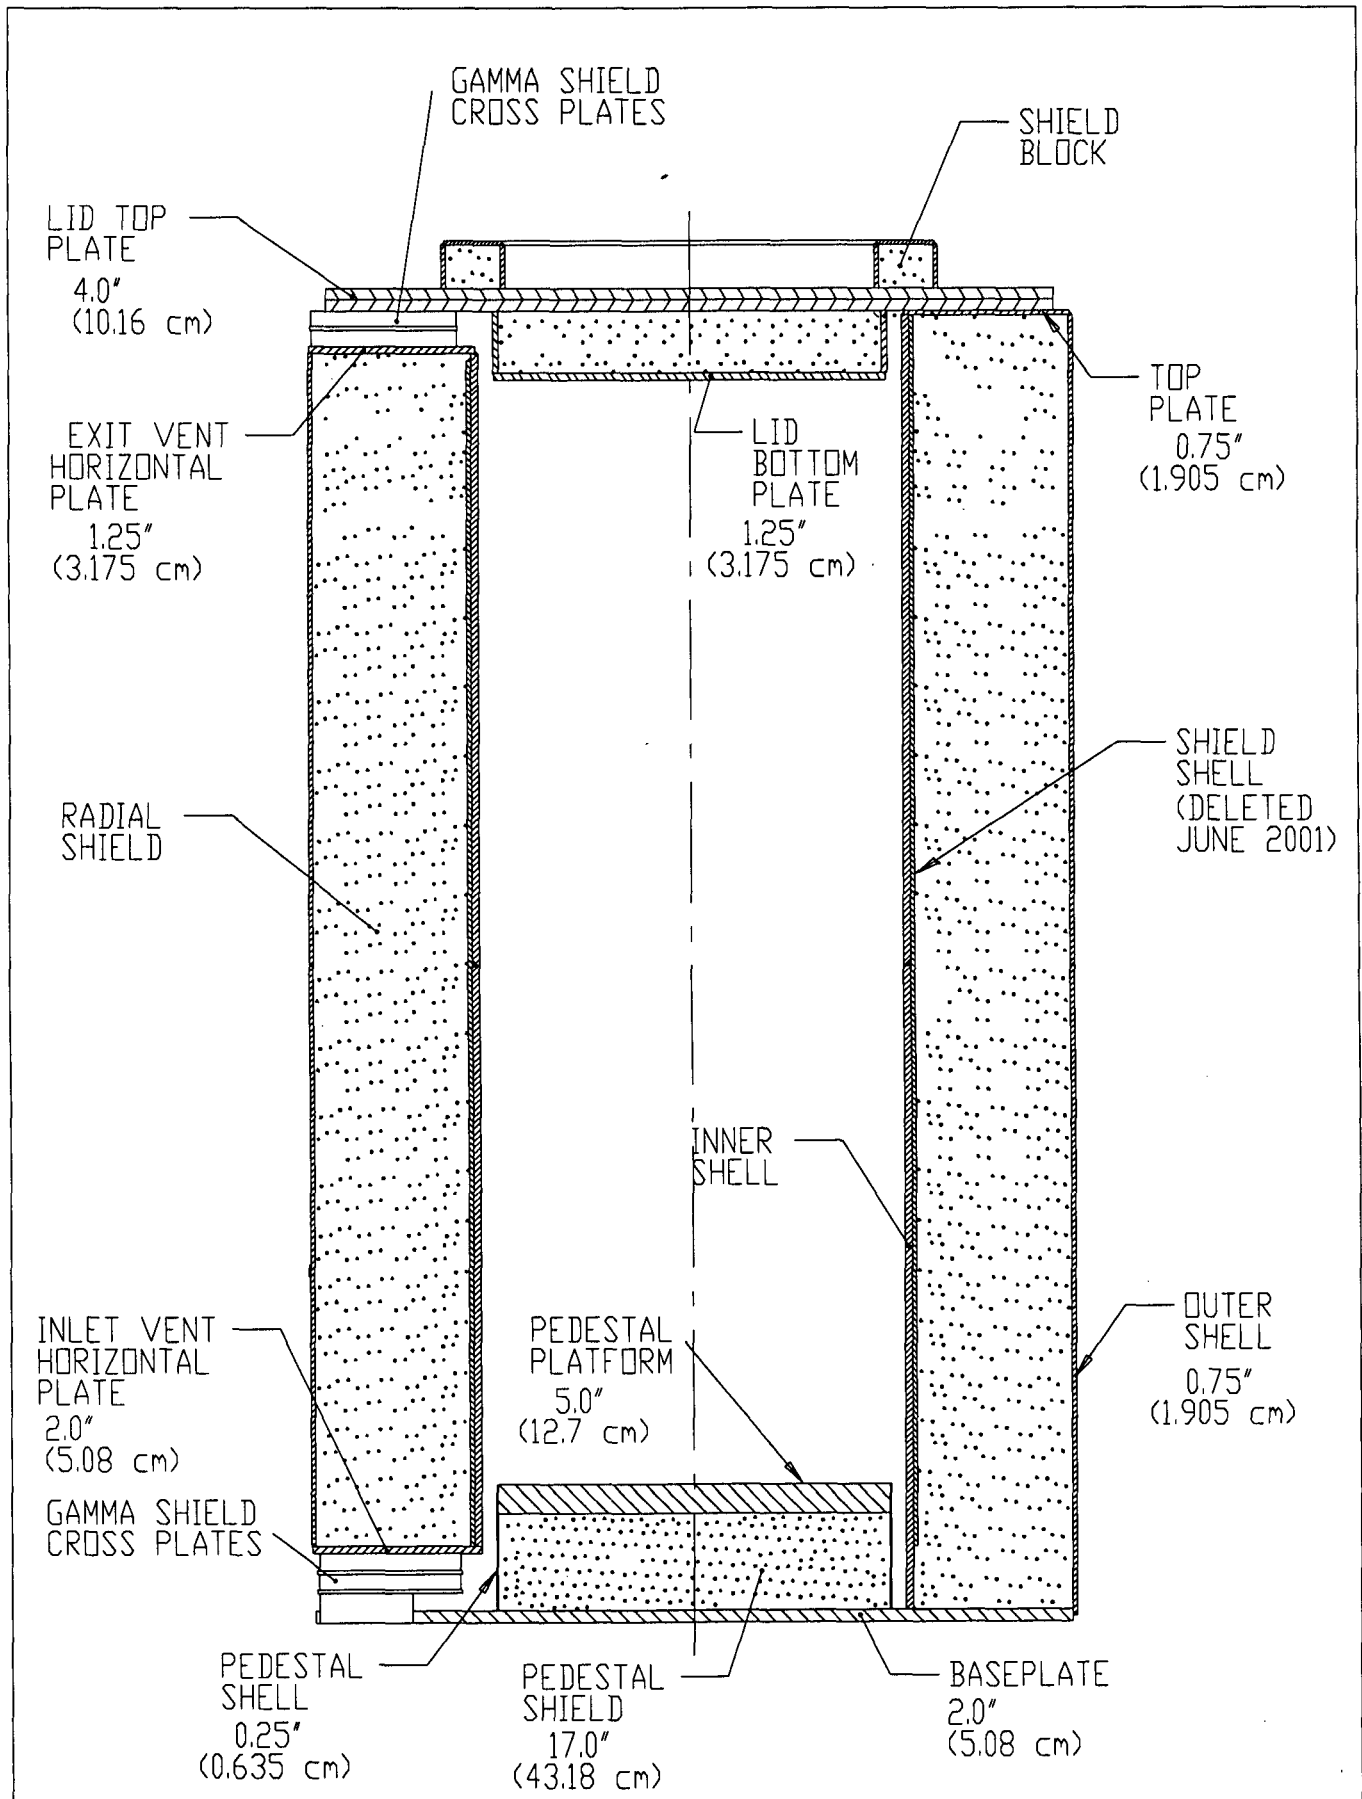 GAMMA SHIELD
CROSS PLATES
SHIELD
BLOCK
LID TOP
PLATE
4.0"
(10.16 cm)
TOP
PLATE
0.75"
(1.905 cm)
EXIT VENT
HORIZONTAL
PLATE
1.25"
(3.175 cm)
LID
BOTTOM
PLATE
1.25"
(3.175 cm)
SHIELD
SHELL
(DELETED
JUNE 2001)
RADIAL
SHIELD
INNER
SHELL
OUTER
SHELL
0.75"
(1.905 cm)
INLET VENT
HORIZONTAL
PLATE
2.0"
(5.08 cm)
PEDESTAL
PLATFORM
5.0"
(12.7 cm)
GAMMA SHIELD
CROSS PLATES
PEDESTAL
SHELL
0.25"
(0.635 cm)
PEDESTAL
SHIELD
17.0"
(43.18 cm)
BASEPLATE
2.0"
(5.08 cm)